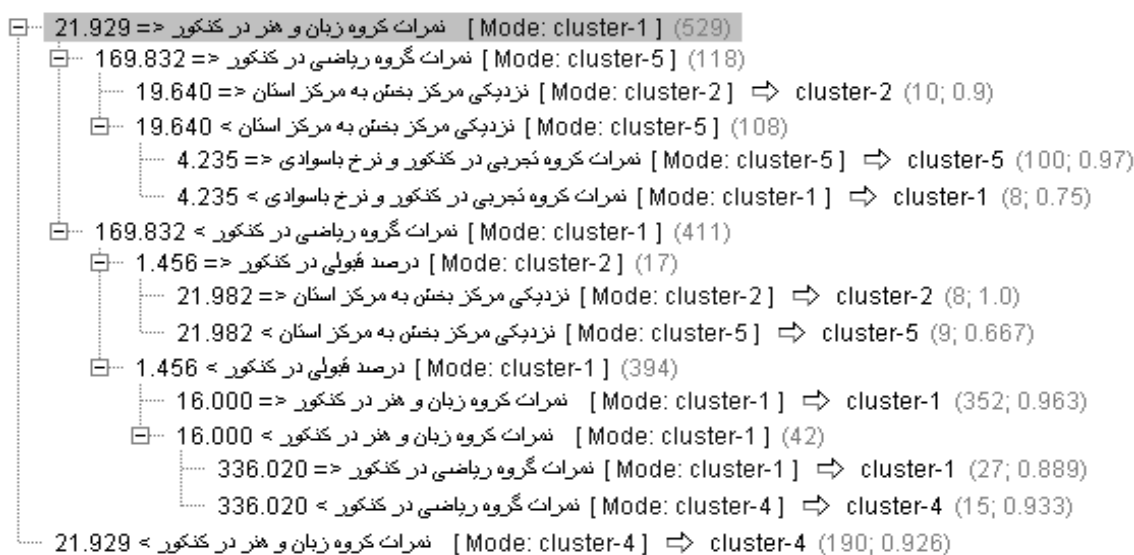 نمرات کروه زبان و هنر در کنکور <= 21.929 [ Mode: cluster-1 ] (529)
نمرات گروه ریاضی در کنکور <= 169.832 [ Mode: cluster-5 ] (118)
نزدیکی مرکز بخش به مرکز استان <= 19.640 [ Mode: cluster-2 ] ⇨ cluster-2 (10; 0.9)
نزدیکی مرکز بخش به مرکز استان > 19.640 [ Mode: cluster-5 ] (108)
نمرات کروه تجربی در کنکور و نرخ باسوادی <= 4.235 [ Mode: cluster-5 ] ⇨ cluster-5 (100; 0.97)
نمرات کروه تجربی در کنکور و نرخ باسوادی > 4.235 [ Mode: cluster-1 ] ⇨ cluster-1 (8; 0.75)
نمرات گروه ریاضی در کنکور > 169.832 [ Mode: cluster-1 ] (411)
درصد قبولی در کنکور <= 1.456 [ Mode: cluster-2 ] (17)
نزدیکی مرکز بخش به مرکز استان <= 21.982 [ Mode: cluster-2 ] ⇨ cluster-2 (8; 1.0)
نزدیکی مرکز بخش به مرکز استان > 21.982 [ Mode: cluster-5 ] ⇨ cluster-5 (9; 0.667)
درصد قبولی در کنکور > 1.456 [ Mode: cluster-1 ] (394)
نمرات کروه زبان و هنر در کنکور <= 16.000 [ Mode: cluster-1 ] ⇨ cluster-1 (352; 0.963)
نمرات کروه زبان و هنر در کنکور > 16.000 [ Mode: cluster-1 ] (42)
نمرات گروه ریاضی در کنکور <= 336.020 [ Mode: cluster-1 ] ⇨ cluster-1 (27; 0.889)
نمرات گروه ریاضی در کنکور > 336.020 [ Mode: cluster-4 ] ⇨ cluster-4 (15; 0.933)
نمرات کروه زبان و هنر در کنکور > 21.929 [ Mode: cluster-4 ] ⇨ cluster-4 (190; 0.926)